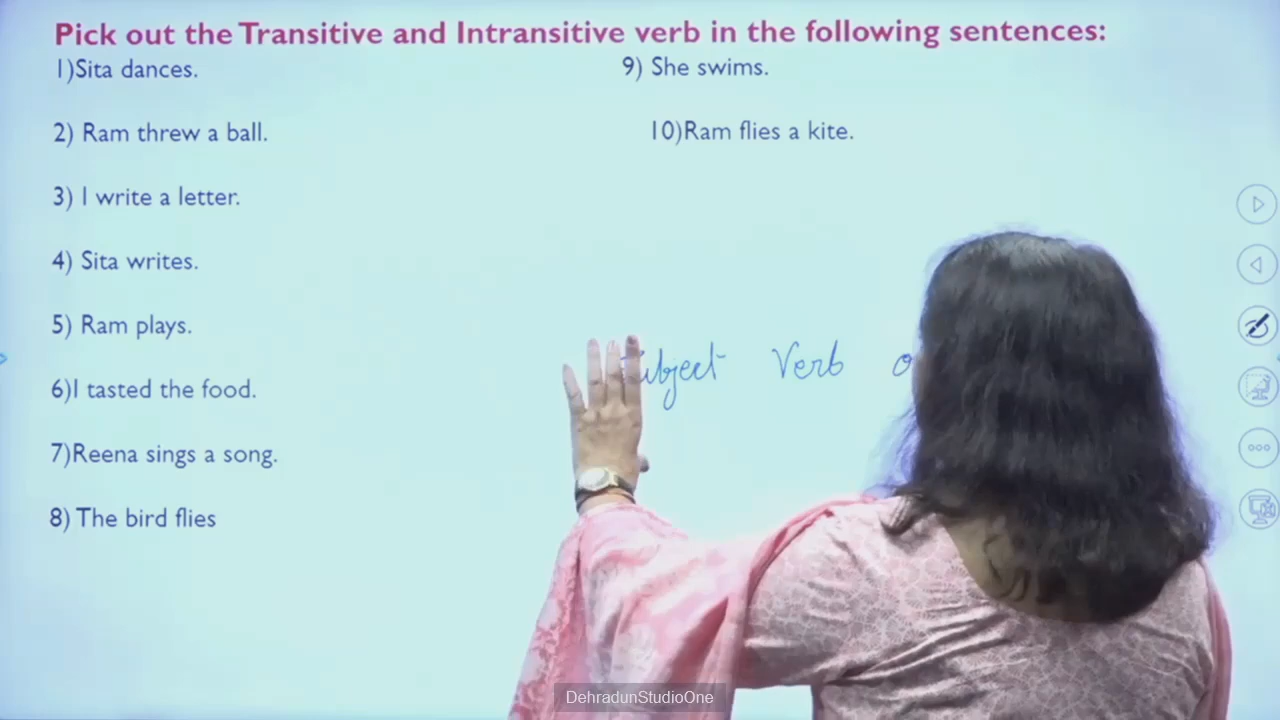 Pick out the Transitive and Intransitive verb in the following sentences:
1)Sita dances.
2) Ram threw a ball.
3) I write a letter.
4) Sita writes.
5) Ram plays.
6)I tasted the food.
7)Reena sings a song.
8) The bird flies
9) She swims.
10)Ram flies a kite.
Verb
DehradunStudioOne